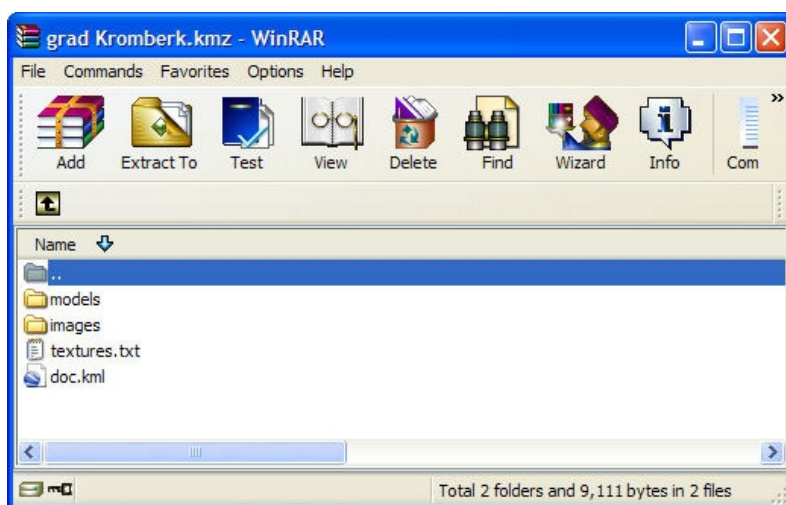 grad Kromberk.kmz - WinRAR
File Commands Favorites Options Help
Add Extract To Test View Delete Find Wizard Info Com
Name
..
models
images
textures.txt
doc.kml
Total 2 folders and 9,111 bytes in 2 files